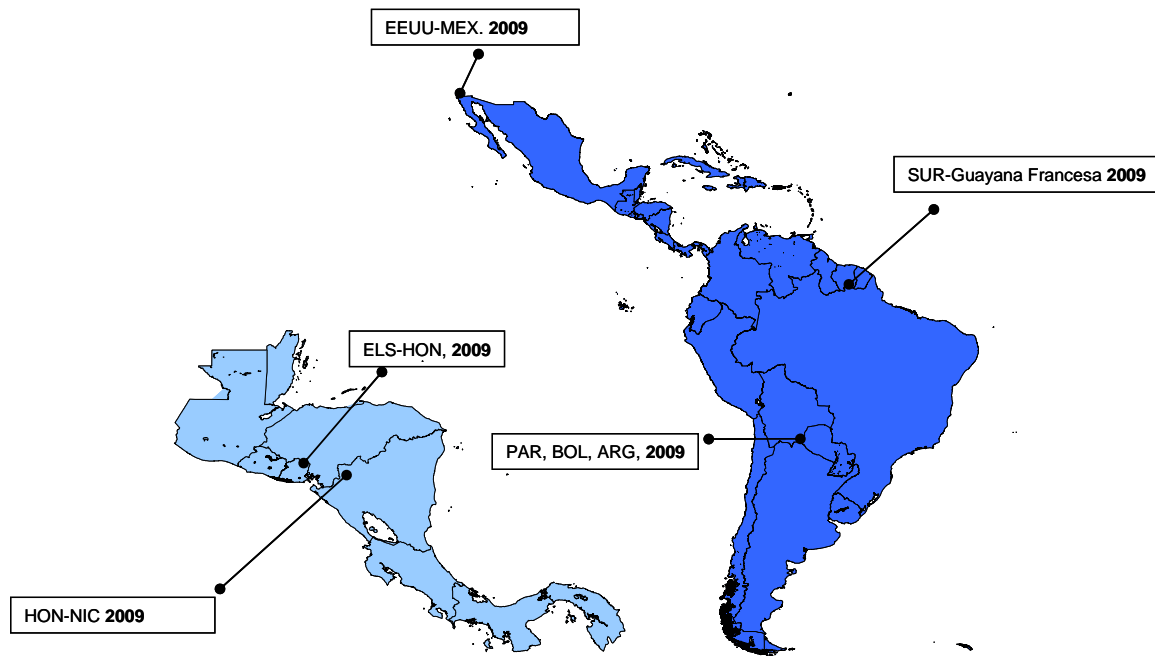 EEUU-MEX. 2009
SUR-Guayana Francesa 2009
ELS-HON, 2009
PAR, BOL, ARG, 2009
HON-NIC 2009